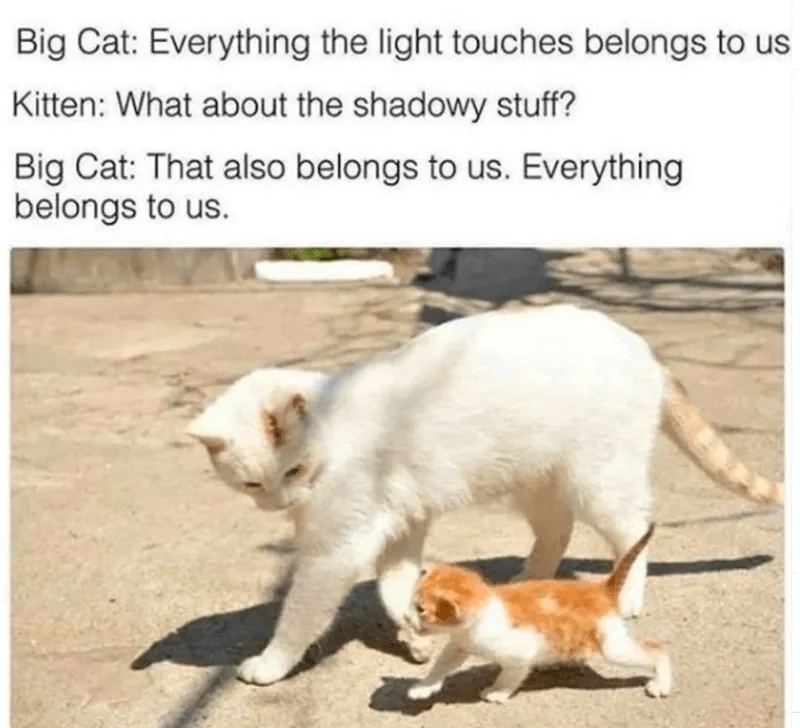 Big Cat: Everything the light touches belongs to us
Kitten: What about the shadowy stuff?
Big Cat: That also belongs to us. Everything
belongs to us.